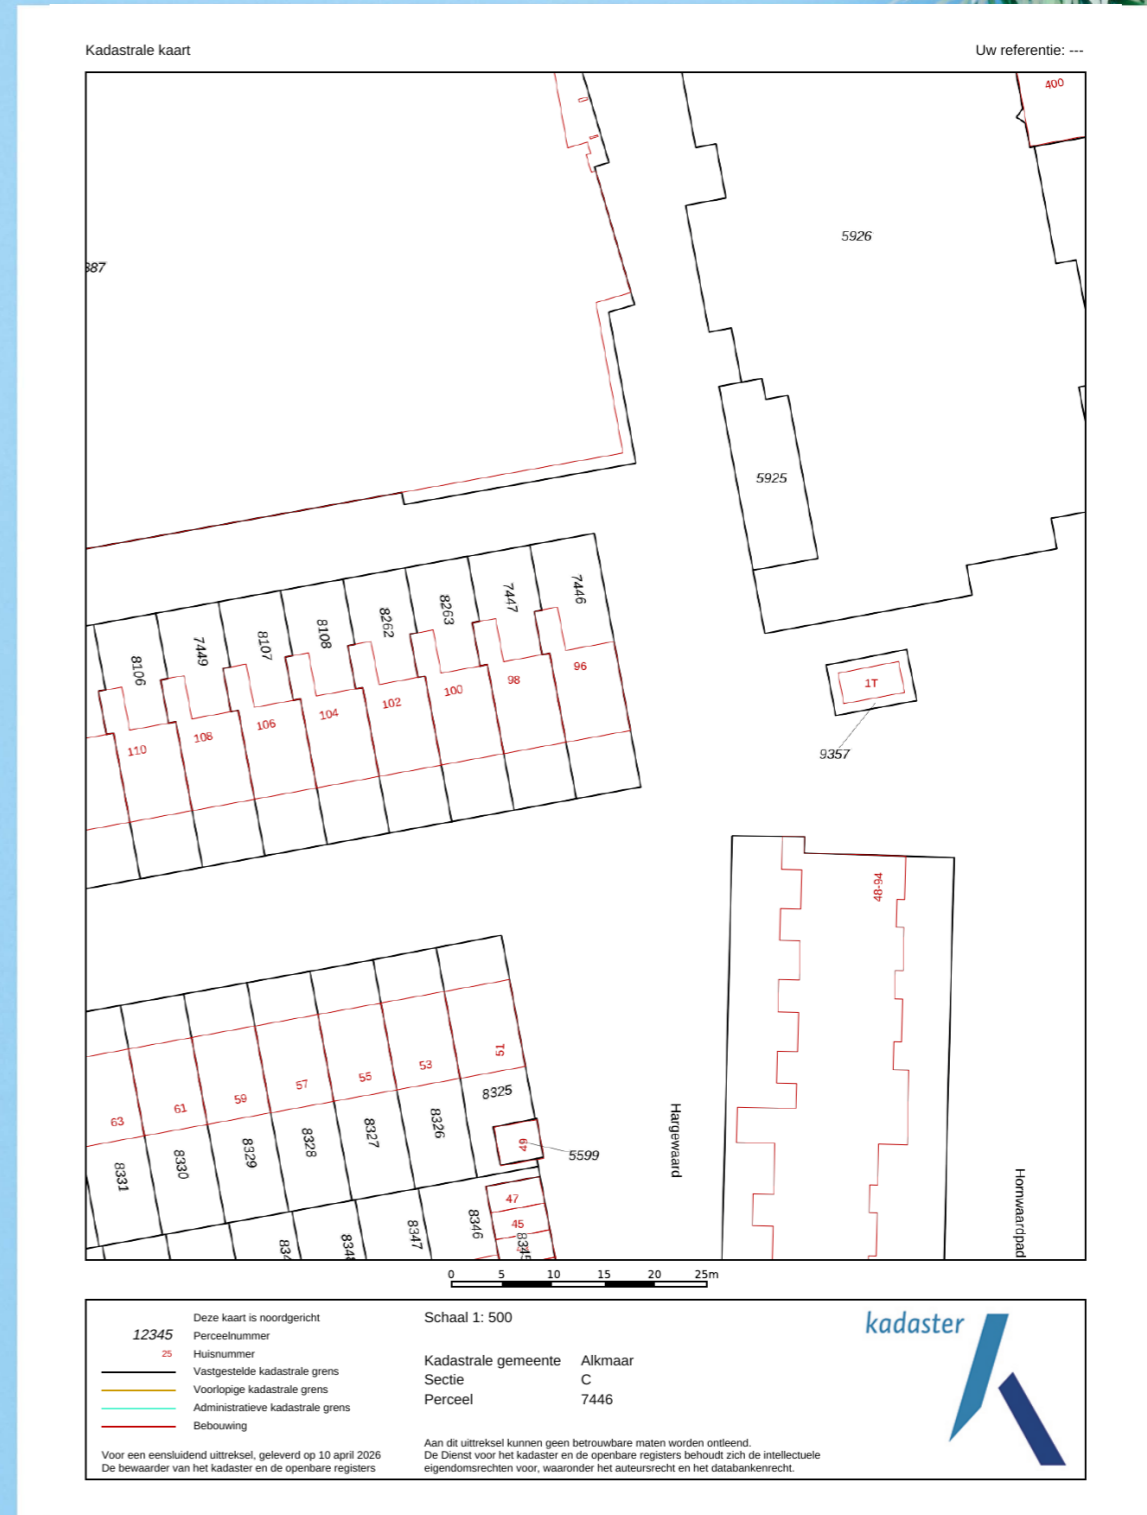 Kadastrale kaart
Uw referentie: ---
400
5926
387
5925
7446
7447
8263
8262
8108
8107
7449
8106
96
98
100
102
104
106
108
110
1T
9357
48-94
51
53
55
57
59
61
63
8325
8326
8327
8328
8329
8330
8331
49
5599
47
45
8345
8346
8347
Hargewaard
Hornwaardpad
0 5 10 15 20 25m
Deze kaart is noordgericht
12345 Perceelnummer
25 Huisnummer
Vastgestelde kadastrale grens
Voorlopige kadastrale grens
Administratieve kadastrale grens
Bebouwing
Voor een eensluidend uittreksel, geleverd op 10 april 2026
De bewaarder van het kadaster en de openbare registers
Schaal 1: 500
Kadastrale gemeente Alkmaar
Sectie C
Perceel 7446
Aan dit uittreksel kunnen geen betrouwbare maten worden ontleend.
De Dienst voor het kadaster en de openbare registers behoudt zich de intellectuele
eigendomsrechten voor, waaronder het auteursrecht en het databankenrecht.
kadaster